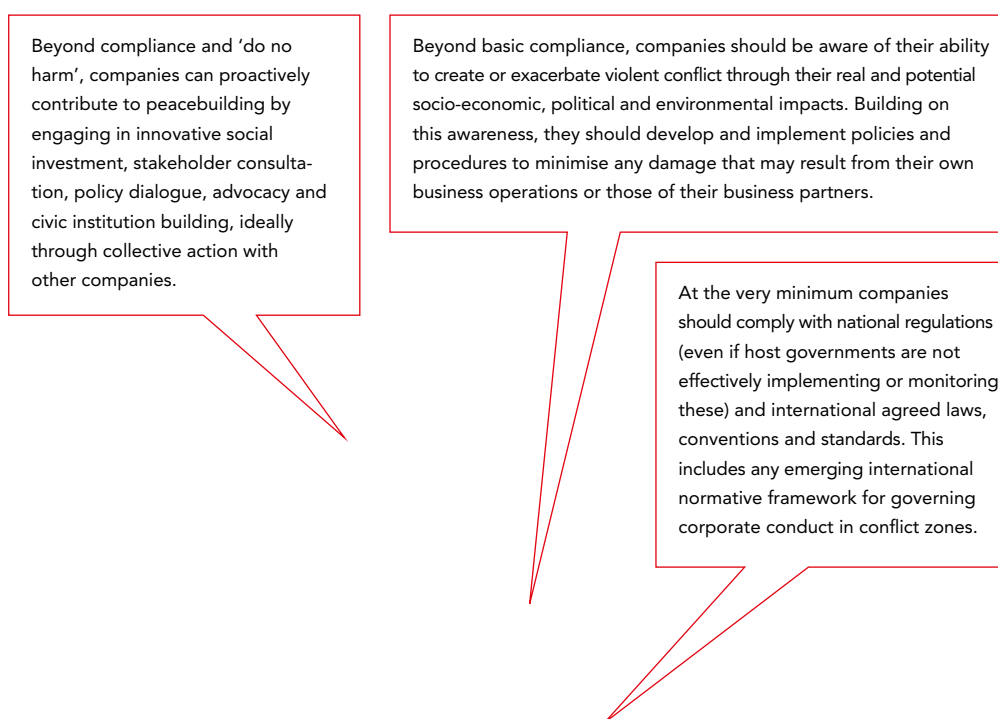 Beyond compliance and ‘do no
harm’, companies can proactively
contribute to peacebuilding by
engaging in innovative social
investment, stakeholder consulta-
tion, policy dialogue, advocacy and
civic institution building, ideally
through collective action with
other companies.
Beyond basic compliance, companies should be aware of their ability
to create or exacerbate violent conflict through their real and potential
socio-economic, political and environmental impacts. Building on
this awareness, they should develop and implement policies and
procedures to minimise any damage that may result from their own
business operations or those of their business partners.
At the very minimum companies
should comply with national regulations
(even if host governments are not
effectively implementing or monitoring
these) and international agreed laws,
conventions and standards. This
includes any emerging international
normative framework for governing
corporate conduct in conflict zones.